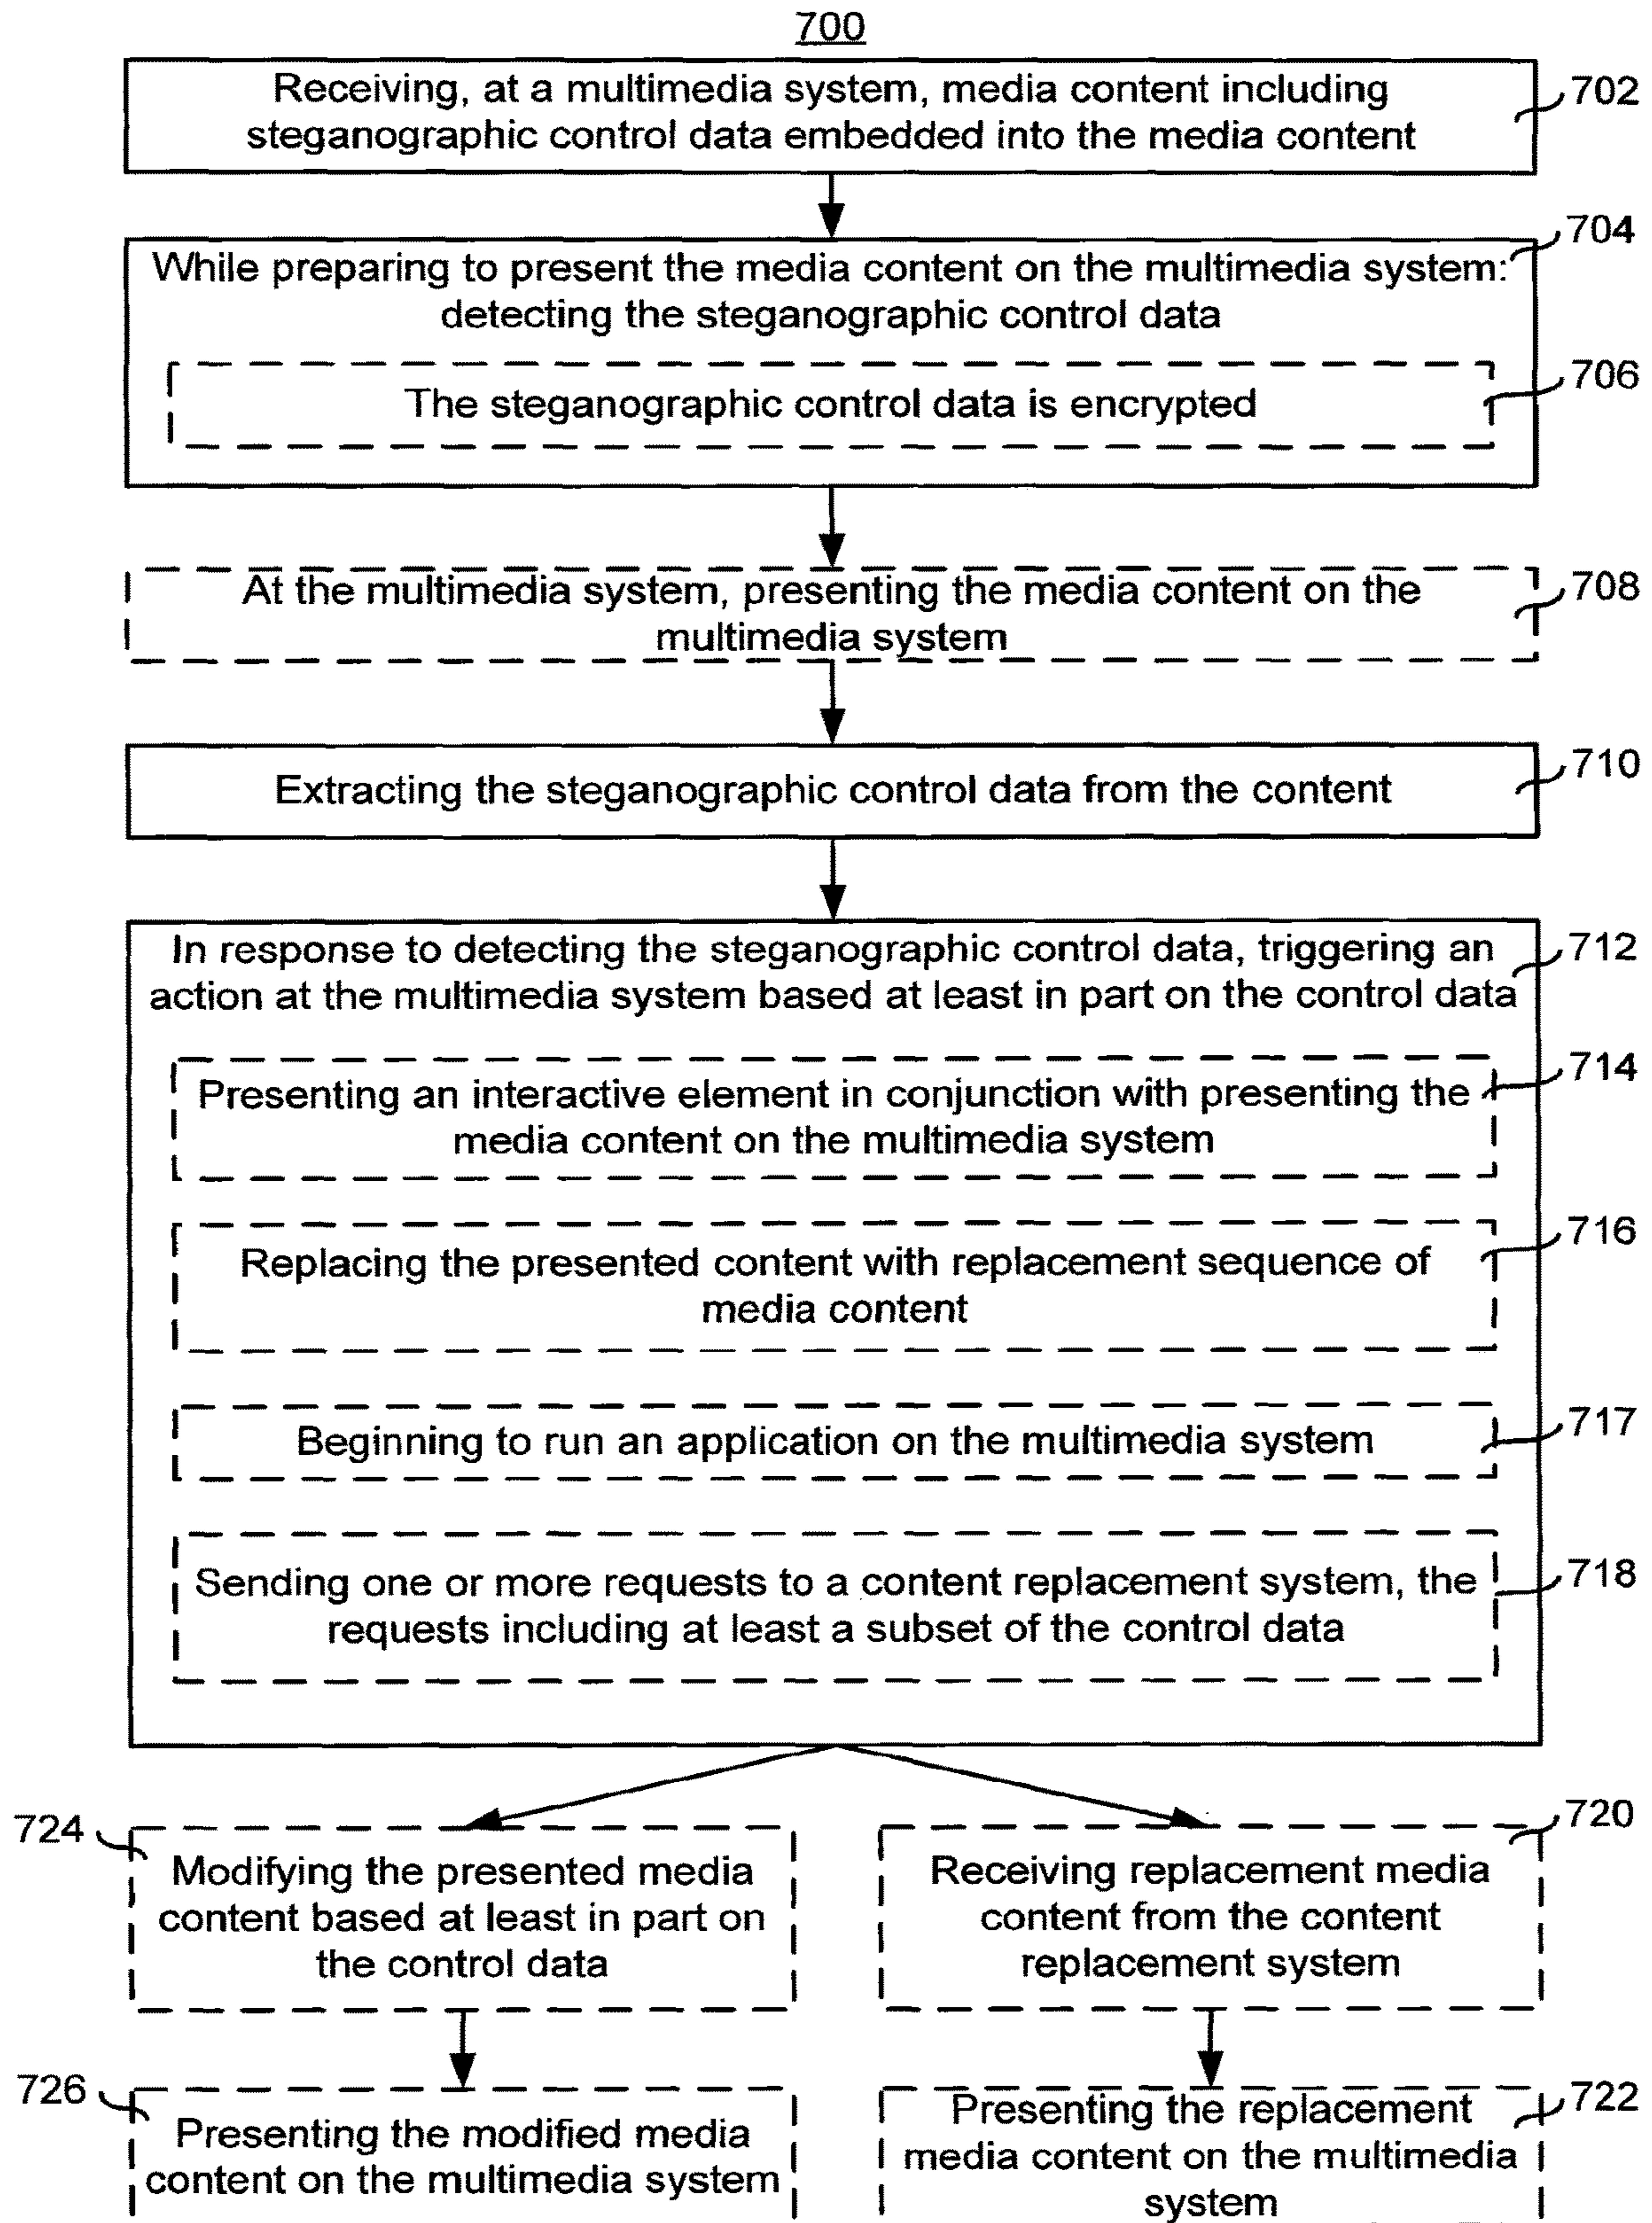 700
Receiving, at a multimedia system, media content including
steganographic control data embedded into the media content
702
704
While preparing to present the media content on the multimedia system:
detecting the steganographic control data
The steganographic control data is encrypted
706
At the multimedia system, presenting the media content on the
multimedia system
708
Extracting the steganographic control data from the content
710
In response to detecting the steganographic control data, triggering an
action at the multimedia system based at least in part on the control data
712
Presenting an interactive element in conjunction with presenting the
media content on the multimedia system
714
Replacing the presented content with replacement sequence of
media content
716
Beginning to run an application on the multimedia system
717
Sending one or more requests to a content replacement system, the
requests including at least a subset of the control data
718
724
Modifying the presented media
content based at least in part on
the control data
720
Receiving replacement media
content from the content
replacement system
726
Presenting the modified media
content on the multimedia system
722
Presenting the replacement
media content on the multimedia
system